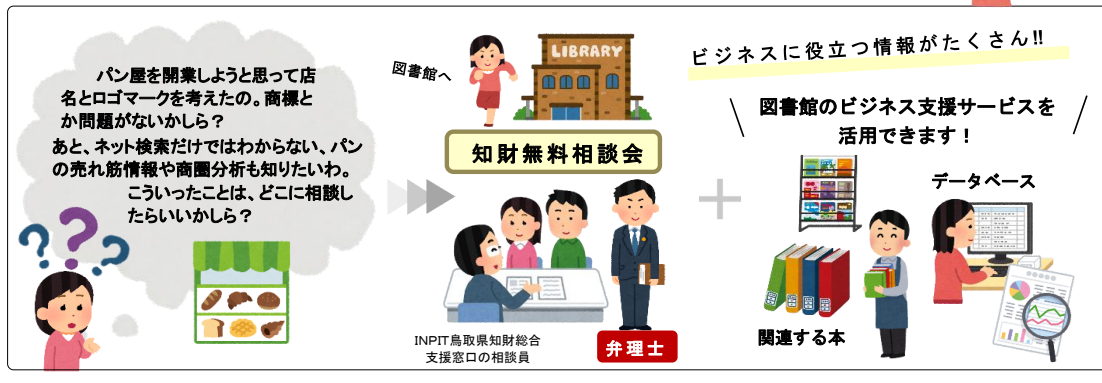 パン屋を開業しようと思って店
名とロゴマークを考えたの。商標と
か問題がないかしら？
あと、ネット検索だけではわからない、パン
の売れ筋情報や商圏分析も知りたいわ。
こういったことは、どこに相談し
たらいいかしら？
図書館へ
LIBRARY
知財無料相談会
INPIT鳥取県知財総合
支援窓口の相談員
弁理士
ビジネスに役立つ情報がたくさん!!
図書館のビジネス支援サービスを
活用できます！
データベース
関連する本